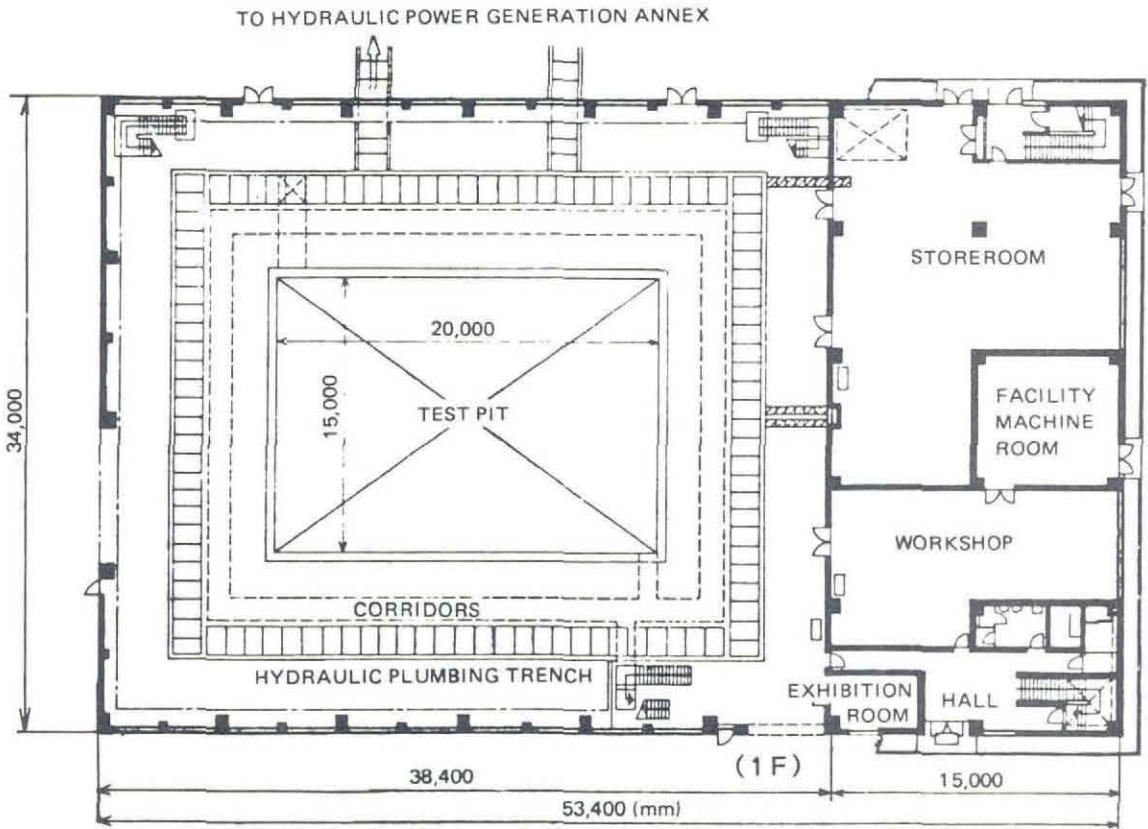 TO HYDRAULIC POWER GENERATION ANNEX
STOREROOM
20,000
15,000
TEST PIT
34,000
FACILITY
MACHINE
ROOM
WORKSHOP
CORRIDORS
HYDRAULIC PLUMBING TRENCH
EXHIBITION
ROOM
HALL
(1F)
38,400
15,000
53,400 (mm)